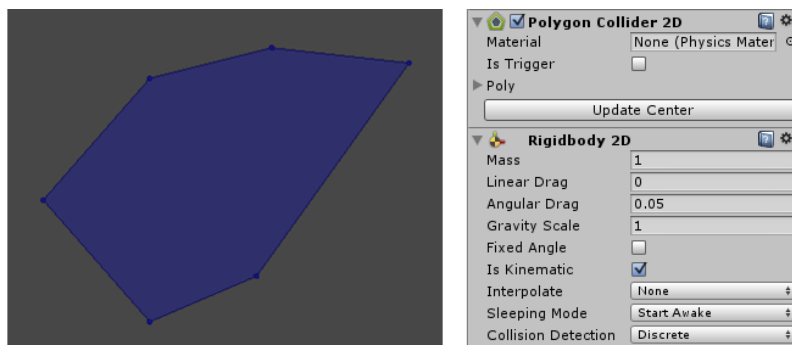 Polygon Collider 2D
Material None (Physics Mater
Is Trigger
Poly
Update Center
Rigidbody 2D
Mass 1
Linear Drag 0
Angular Drag 0.05
Gravity Scale 1
Fixed Angle
Is Kinematic
Interpolate None
Sleeping Mode Start Awake
Collision Detection Discrete